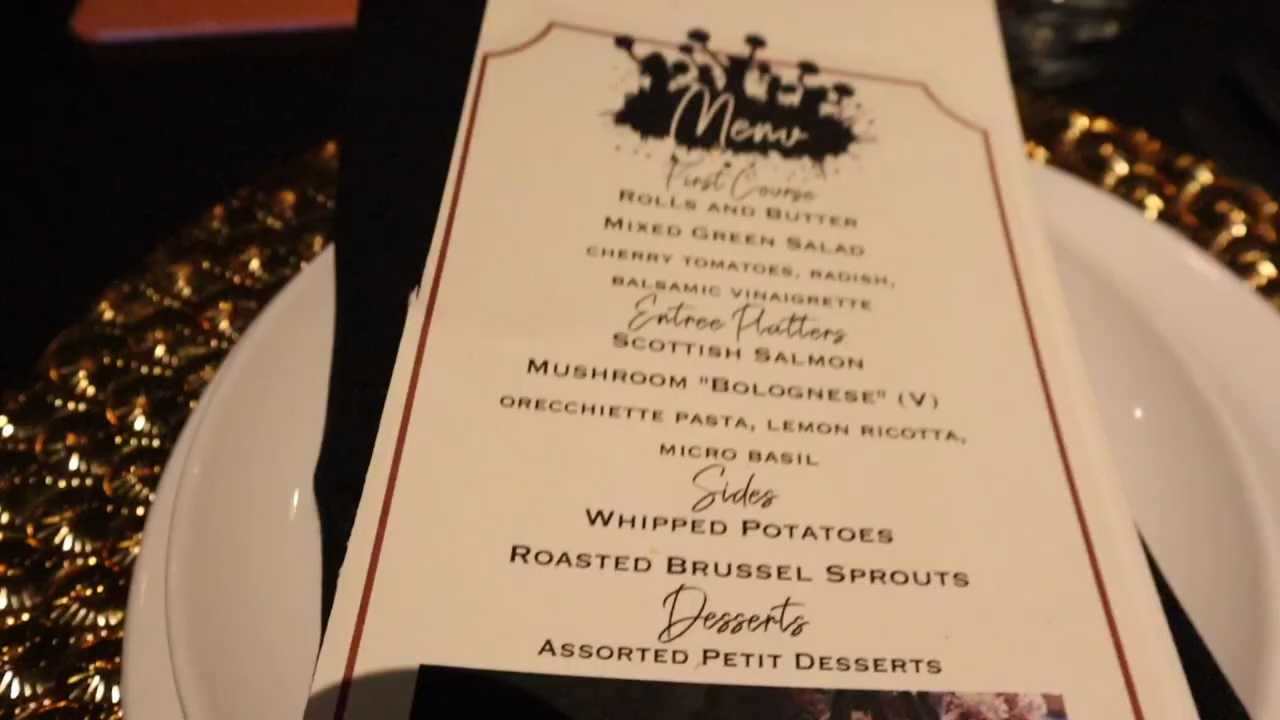 Menu
First Course
ROLLS AND BUTTER
MIXED GREEN SALAD
CHERRY TOMATOES, RADISH,
BALSAMIC VINAIGRETTE
Entree Platters
SCOTTISH SALMON
MUSHROOM "BOLOGNESE" (V)
ORECCHIETTE PASTA, LEMON RICOTTA,
MICRO BASIL
Sides
WHIPPED POTATOES
ROASTED BRUSSEL SPROUTS
Desserts
ASSORTED PETIT DESSERTS